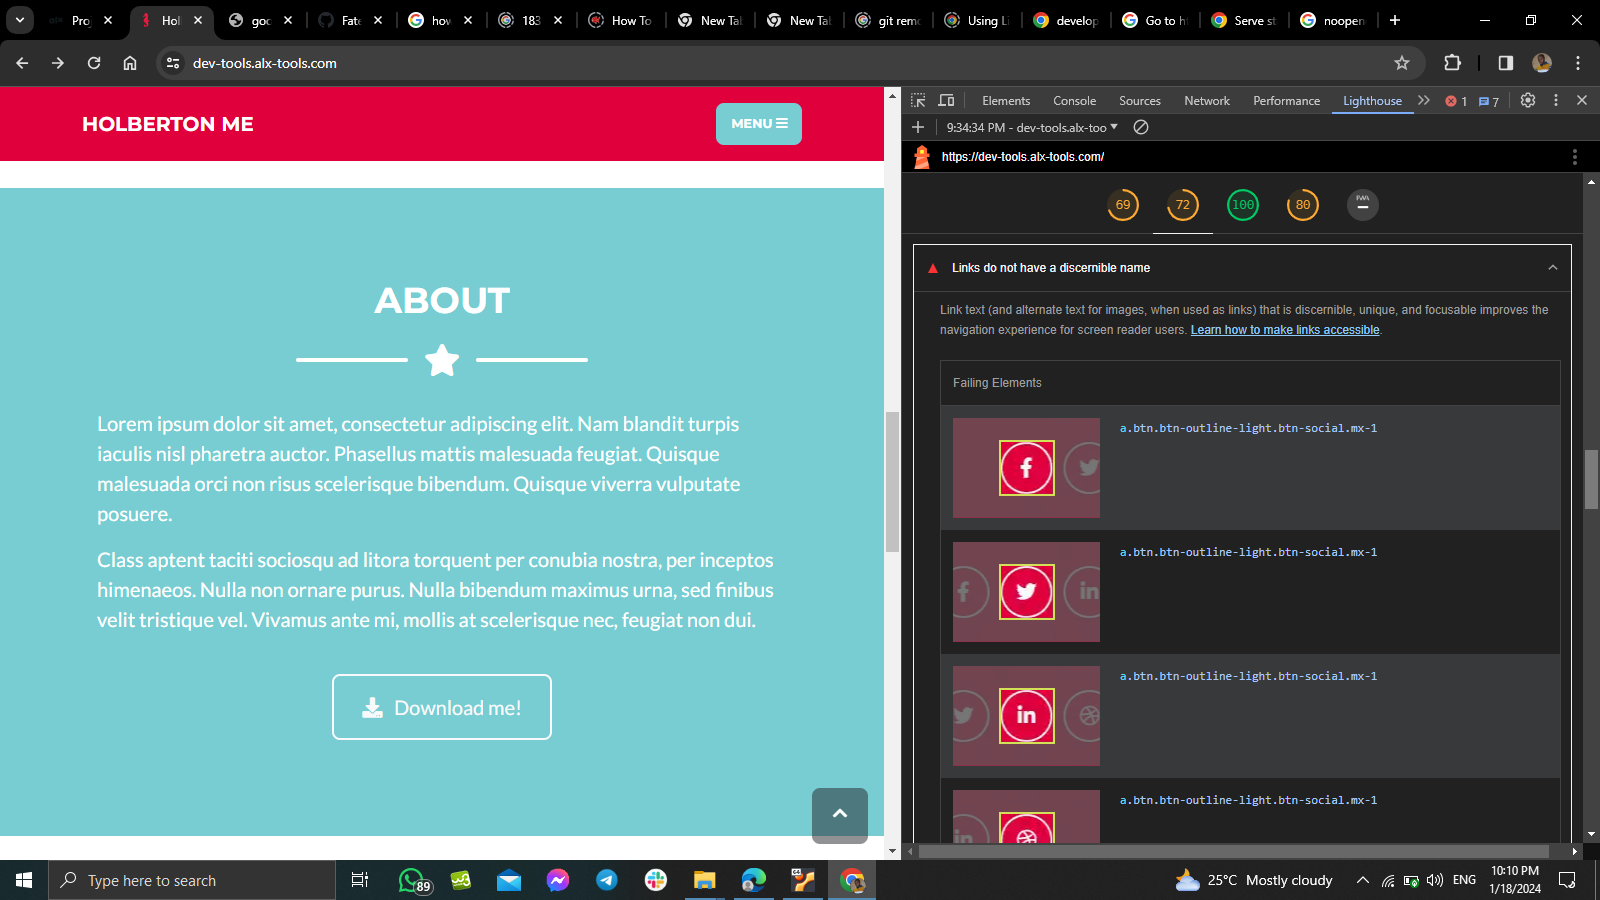 Proj
Hol
goo
Fate
how
183
How To
New Tab
New Tab
git remo
Using Li
develop
Go to ht
Serve st
noopen
dev-tools.alx-tools.com
HOLBERTON ME
MENU
ABOUT
Lorem ipsum dolor sit amet, consectetur adipiscing elit. Nam blandit turpis
iaculis nisl pharetra auctor. Phasellus mattis malesuada feugiat. Quisque
malesuada orci non risus scelerisque bibendum. Quisque viverra vulputate
posuere.
Class aptent taciti sociosqu ad litora torquent per conubia nostra, per inceptos
himenaeos. Nulla non ornare purus. Nulla bibendum maximus urna, sed finibus
velit tristique vel. Vivamus ante mi, mollis at scelerisque nec, feugiat non dui.
Download me!
Elements Console Sources Network Performance Lighthouse 1 7
9:34:34 PM - dev-tools.alx-too
https://dev-tools.alx-tools.com/
69 72 100 80 PWA
Links do not have a discernible name
Link text (and alternate text for images, when used as links) that is discernible, unique, and focusable improves the
navigation experience for screen reader users. Learn how to make links accessible.
Failing Elements
a.btn.btn-outline-light.btn-social.mx-1
a.btn.btn-outline-light.btn-social.mx-1
a.btn.btn-outline-light.btn-social.mx-1
a.btn.btn-outline-light.btn-social.mx-1
Type here to search
89
25°C Mostly cloudy
ENG
10:10 PM
1/18/2024